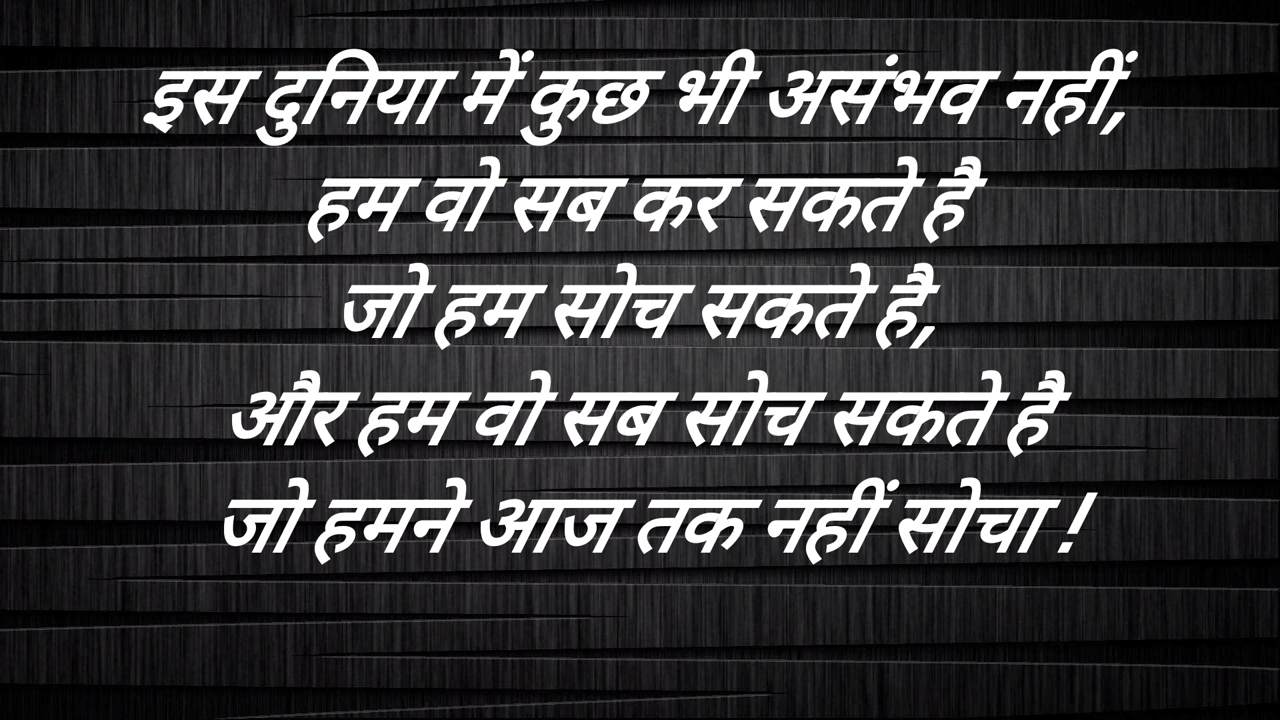 इस दुनिया में कुछ भी असंभव नहीं,
हम वो सब कर सकते है
जो हम सोच सकते है,
और हम वो सब सोच सकते है
जो हमने आज तक नहीं सोचा !